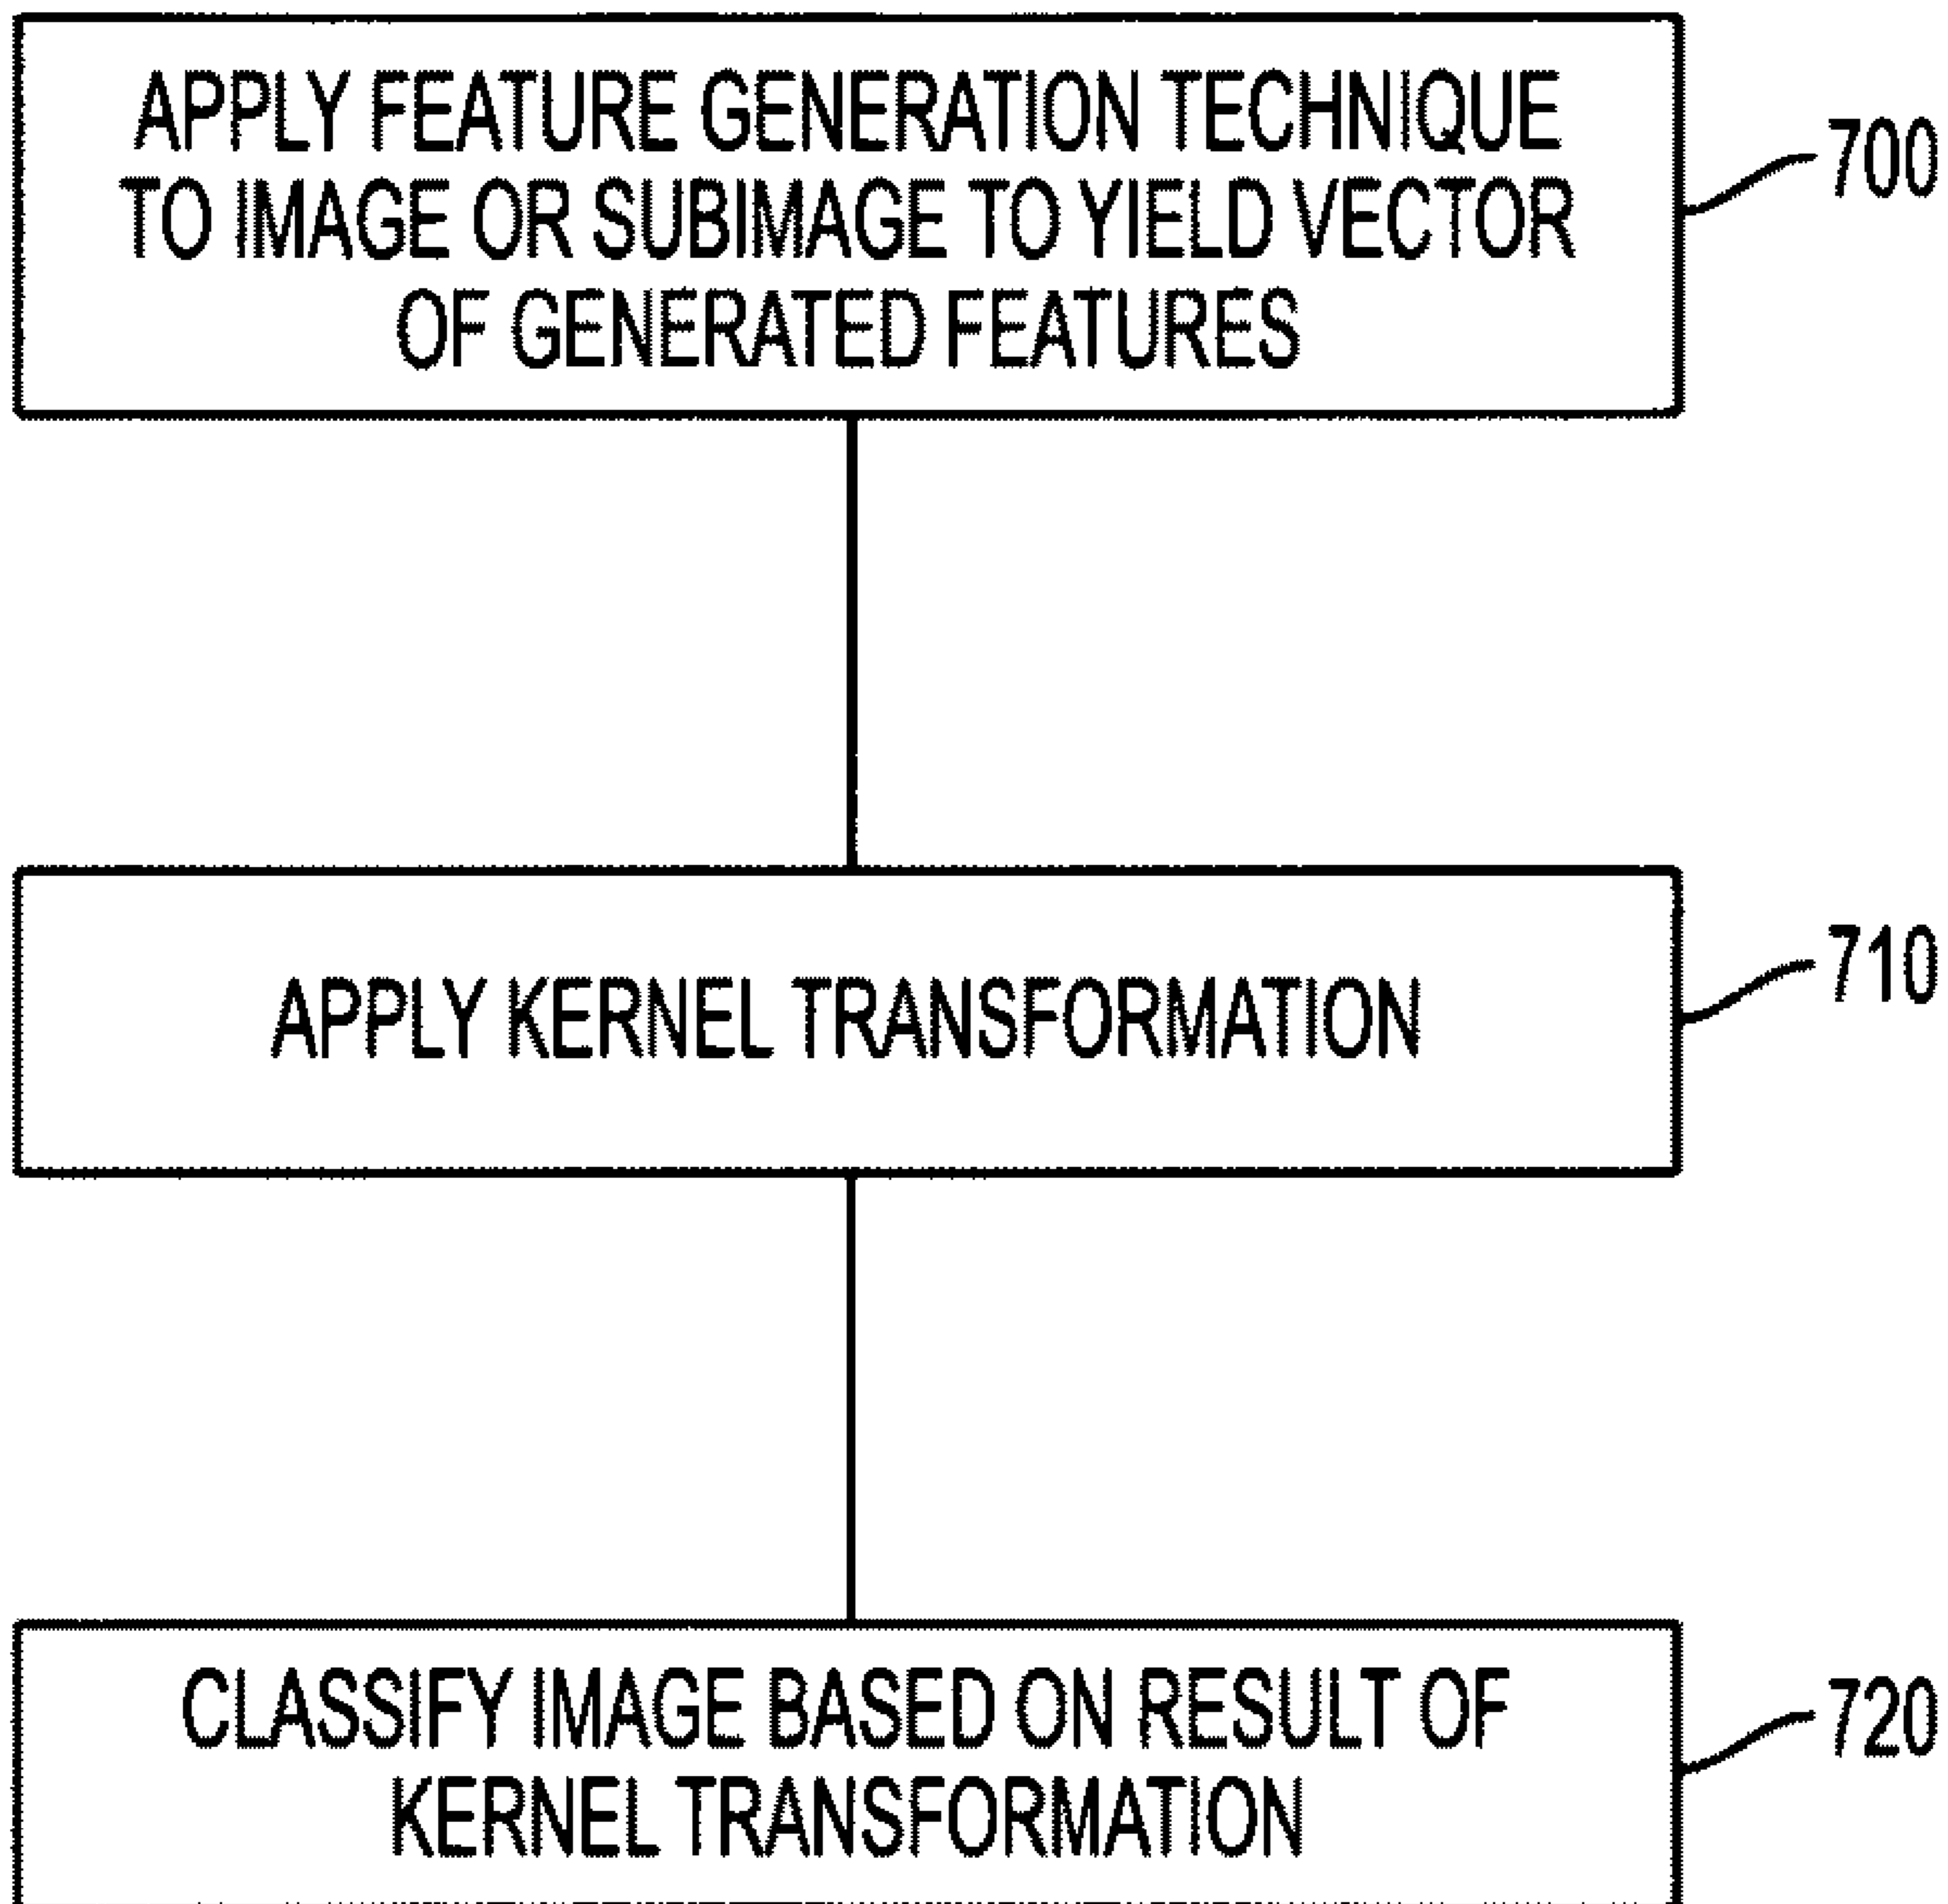 APPLY FEATURE GENERATION TECHNIQUE
TO IMAGE OR SUBIMAGE TO YIELD VECTOR
OF GENERATED FEATURES
700
APPLY KERNEL TRANSFORMATION
710
CLASSIFY IMAGE BASED ON RESULT OF
KERNEL TRANSFORMATION
720